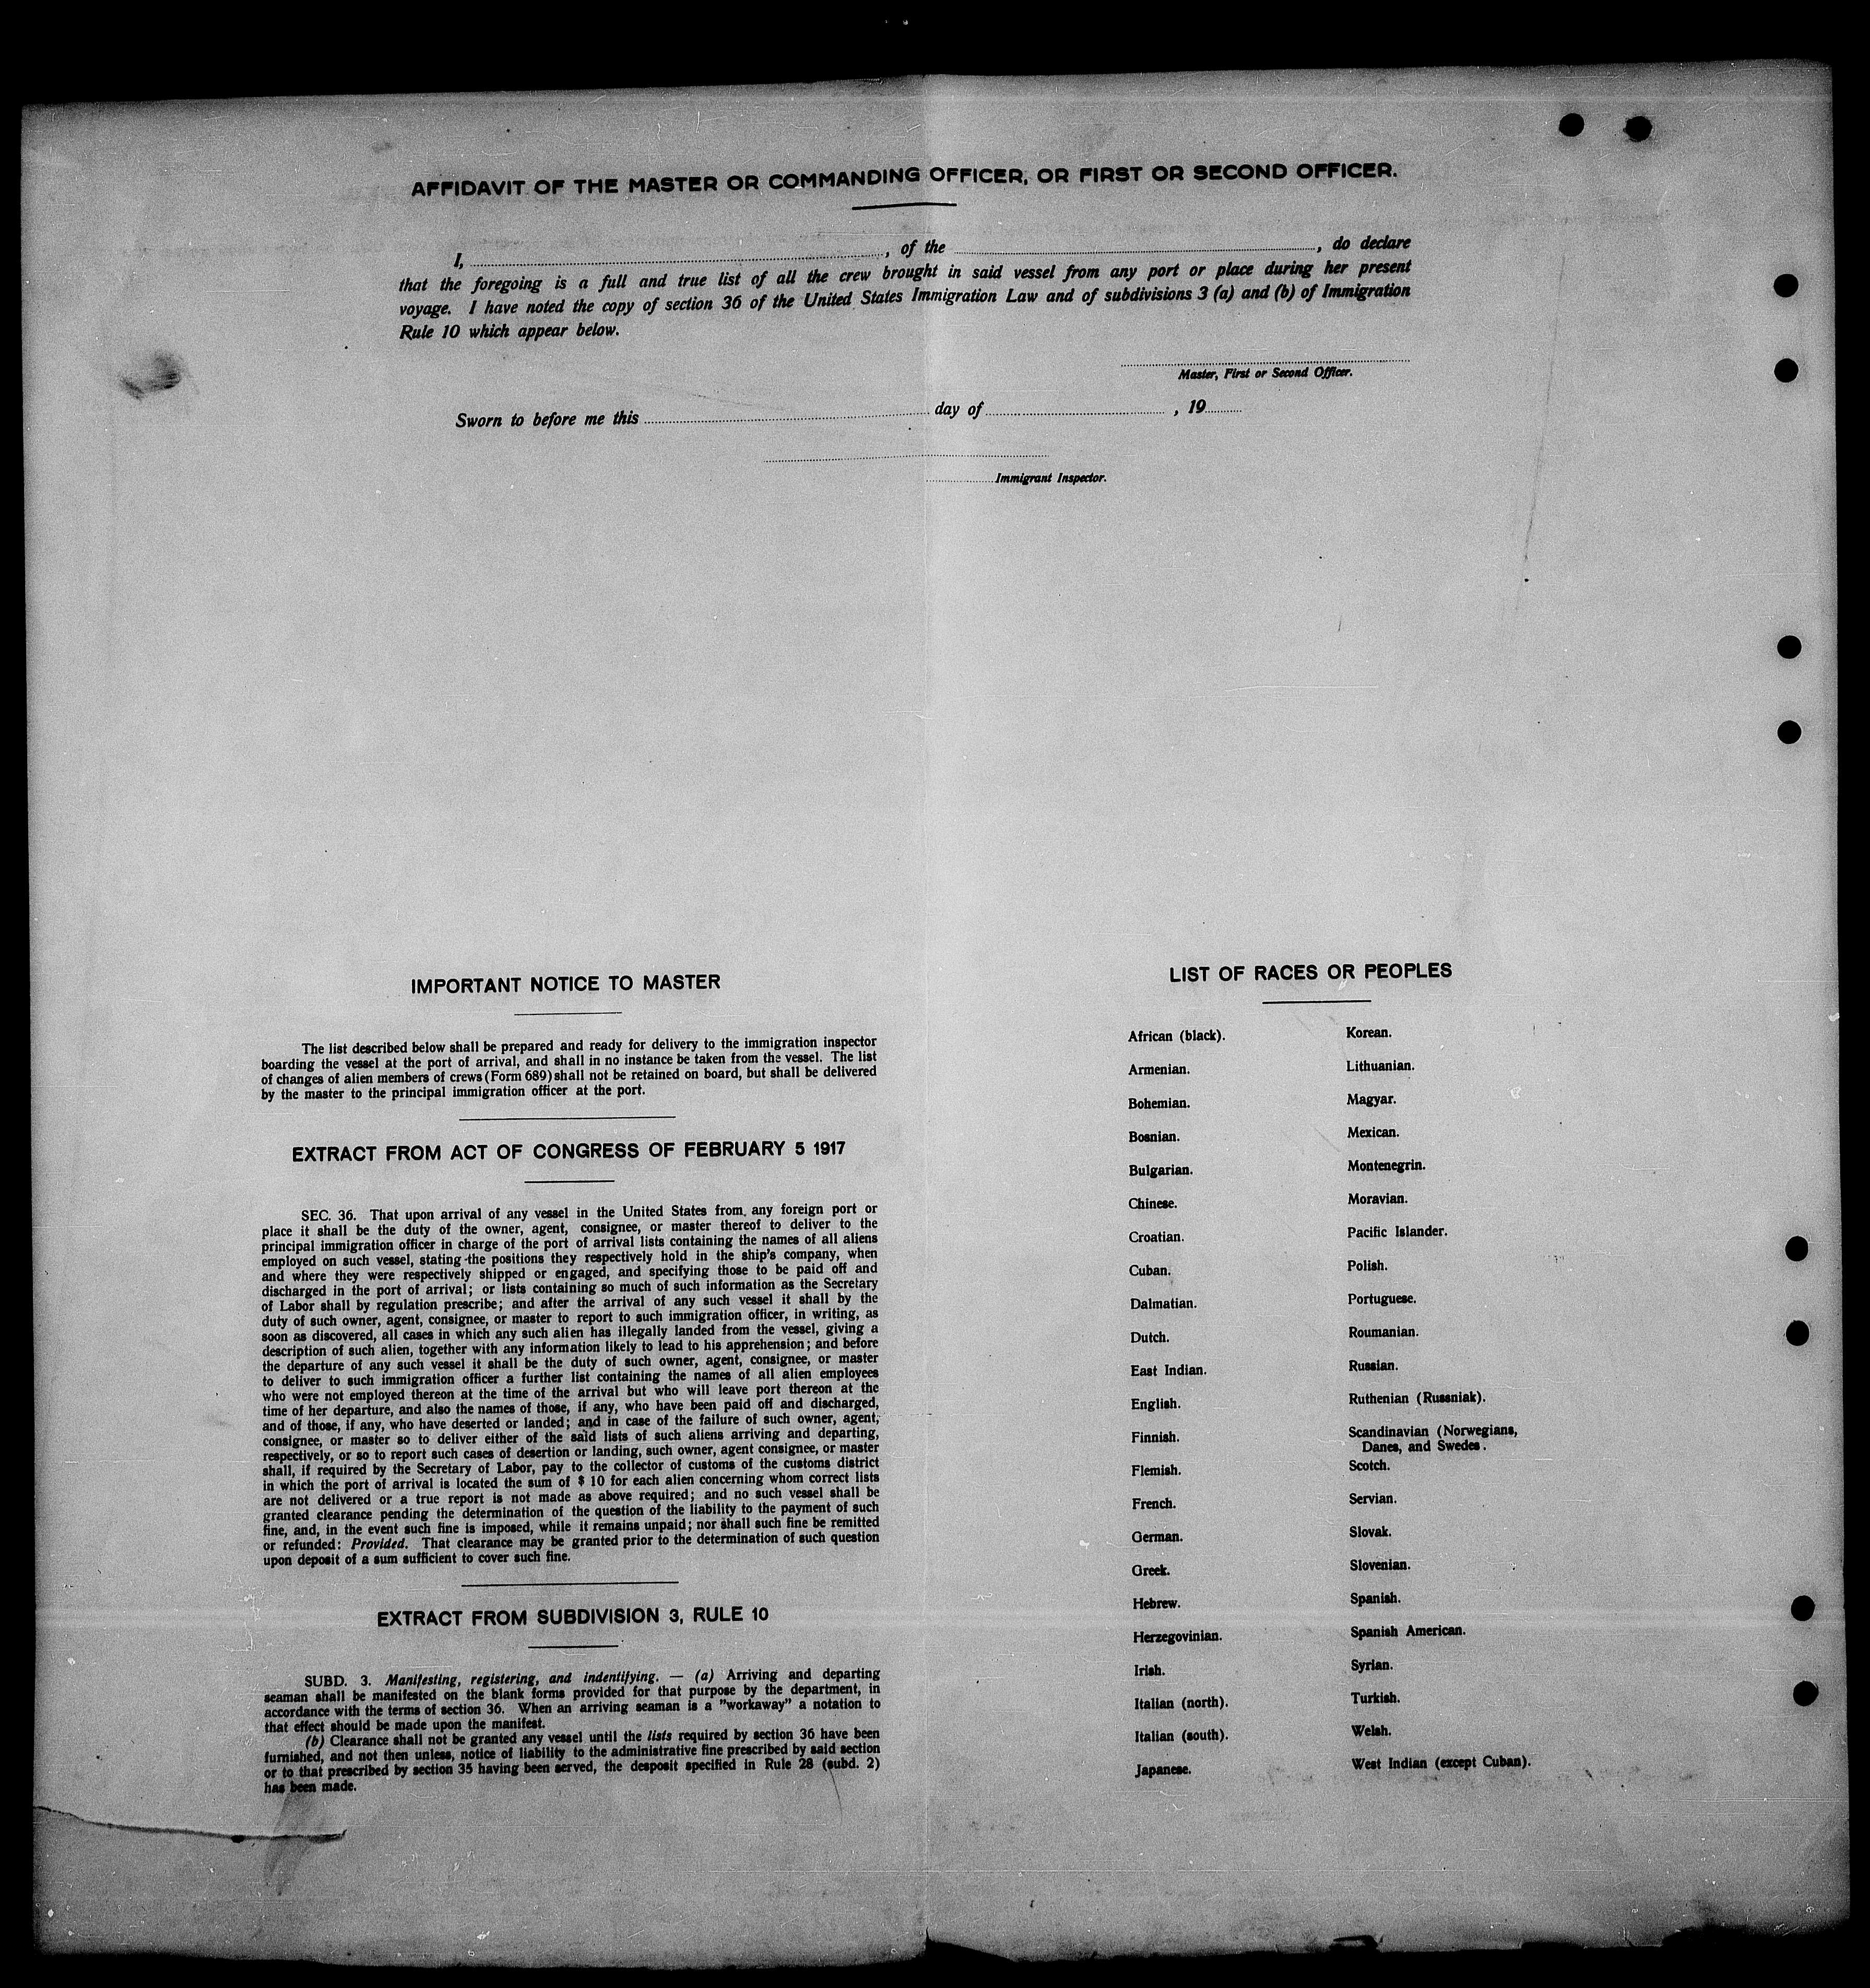 AFFIDAVIT OF THE MASTER OR COMMANDING OFFICER, OR FIRST OR SECOND OFFICER.
I, , of the , do declare
that the foregoing is a full and true list of all the crew brought in said vessel from any port or place during her present
voyage. I have noted the copy of section 36 of the United States Immigration Law and of subdivisions 3 (a) and (b) of Immigration
Rule 10 which appear below.
Master, First or Second Officer.
Sworn to before me this day of , 19
Immigrant Inspector.
IMPORTANT NOTICE TO MASTER
The list described below shall be prepared and ready for delivery to the immigration inspector
boarding the vessel at the port of arrival, and shall in no instance be taken from the vessel. The list
of changes of alien members of crews (Form 689) shall not be retained on board, but shall be delivered
by the master to the principal immigration officer at the port.
EXTRACT FROM ACT OF CONGRESS OF FEBRUARY 5 1917
SEC. 36. That upon arrival of any vessel in the United States from any foreign port or
place it shall be the duty of the owner, agent, consignee, or master thereof to deliver to the
principal immigration officer in charge of the port of arrival lists containing the names of all aliens
employed on such vessel, stating the positions they respectively hold in the ship's company, when
and where they were respectively shipped or engaged, and specifying those to be paid off and
discharged in the port of arrival; or lists containing so much of such information as the Secretary
of Labor shall by regulation prescribe; and after the arrival of any such vessel it shall by the
duty of such owner, agent, consignee, or master to report to such immigration officer, in writing, as
soon as discovered, all cases in which any such alien has illegally landed from the vessel, giving a
description of such alien, together with any information likely to lead to his apprehension; and before
the departure of any such vessel it shall be the duty of such owner, agent, consignee, or master
to deliver to such immigration officer a further list containing the names of all alien employees
who were not employed thereon at the time of the arrival but who will leave port thereon at the
time of her departure, and also the names of those, if any, who have been paid off and discharged,
and of those, if any, who have deserted or landed; and in case of the failure of such owner, agent,
consignee, or master so to deliver either of the said lists of such aliens arriving and departing,
respectively, or so to report such cases of desertion or landing, such owner, agent consignee, or master
shall, if required by the Secretary of Labor, pay to the collector of customs of the customs district
in which the port of arrival is located the sum of $ 10 for each alien concerning whom correct lists
are not delivered or a true report is not made as above required; and no such vessel shall be
granted clearance pending the determination of the question of the liability to the payment of such
fine, and, in the event such fine is imposed, while it remains unpaid; nor shall such fine be remitted
or refunded: Provided. That clearance may be granted prior to the determination of such question
upon deposit of a sum sufficient to cover such fine.
EXTRACT FROM SUBDIVISION 3, RULE 10
SUBD. 3. Manifesting, registering, and indentifying. — (a) Arriving and departing
seaman shall be manifested on the blank forms provided for that purpose by the department, in
accordance with the terms of section 36. When an arriving seaman is a "workaway" a notation to
that effect should be made upon the manifest.
(b) Clearance shall not be granted any vessel until the lists required by section 36 have been
furnished, and not then unless, notice of liability to the administrative fine prescribed by said section
or to that prescribed by section 35 having been served, the desposit specified in Rule 28 (subd. 2)
has been made.
LIST OF RACES OR PEOPLES
African (black).
Armenian.
Bohemian.
Bosnian.
Bulgarian.
Chinese.
Croatian.
Cuban.
Dalmatian.
Dutch.
East Indian.
English.
Finnish.
Flemish.
French.
German.
Greek.
Hebrew.
Herzegovinian.
Irish.
Italian (north).
Italian (south).
Japanese.
Korean.
Lithuanian.
Magyar.
Mexican.
Montenegrin.
Moravian.
Pacific Islander.
Polish.
Portuguese.
Roumanian.
Russian.
Ruthenian (Russniak).
Scandinavian (Norwegians,
Danes, and Swedes.
Scotch.
Servian.
Slovak.
Slovenian.
Spanish.
Spanish American.
Syrian.
Turkish.
Welsh.
West Indian (except Cuban).